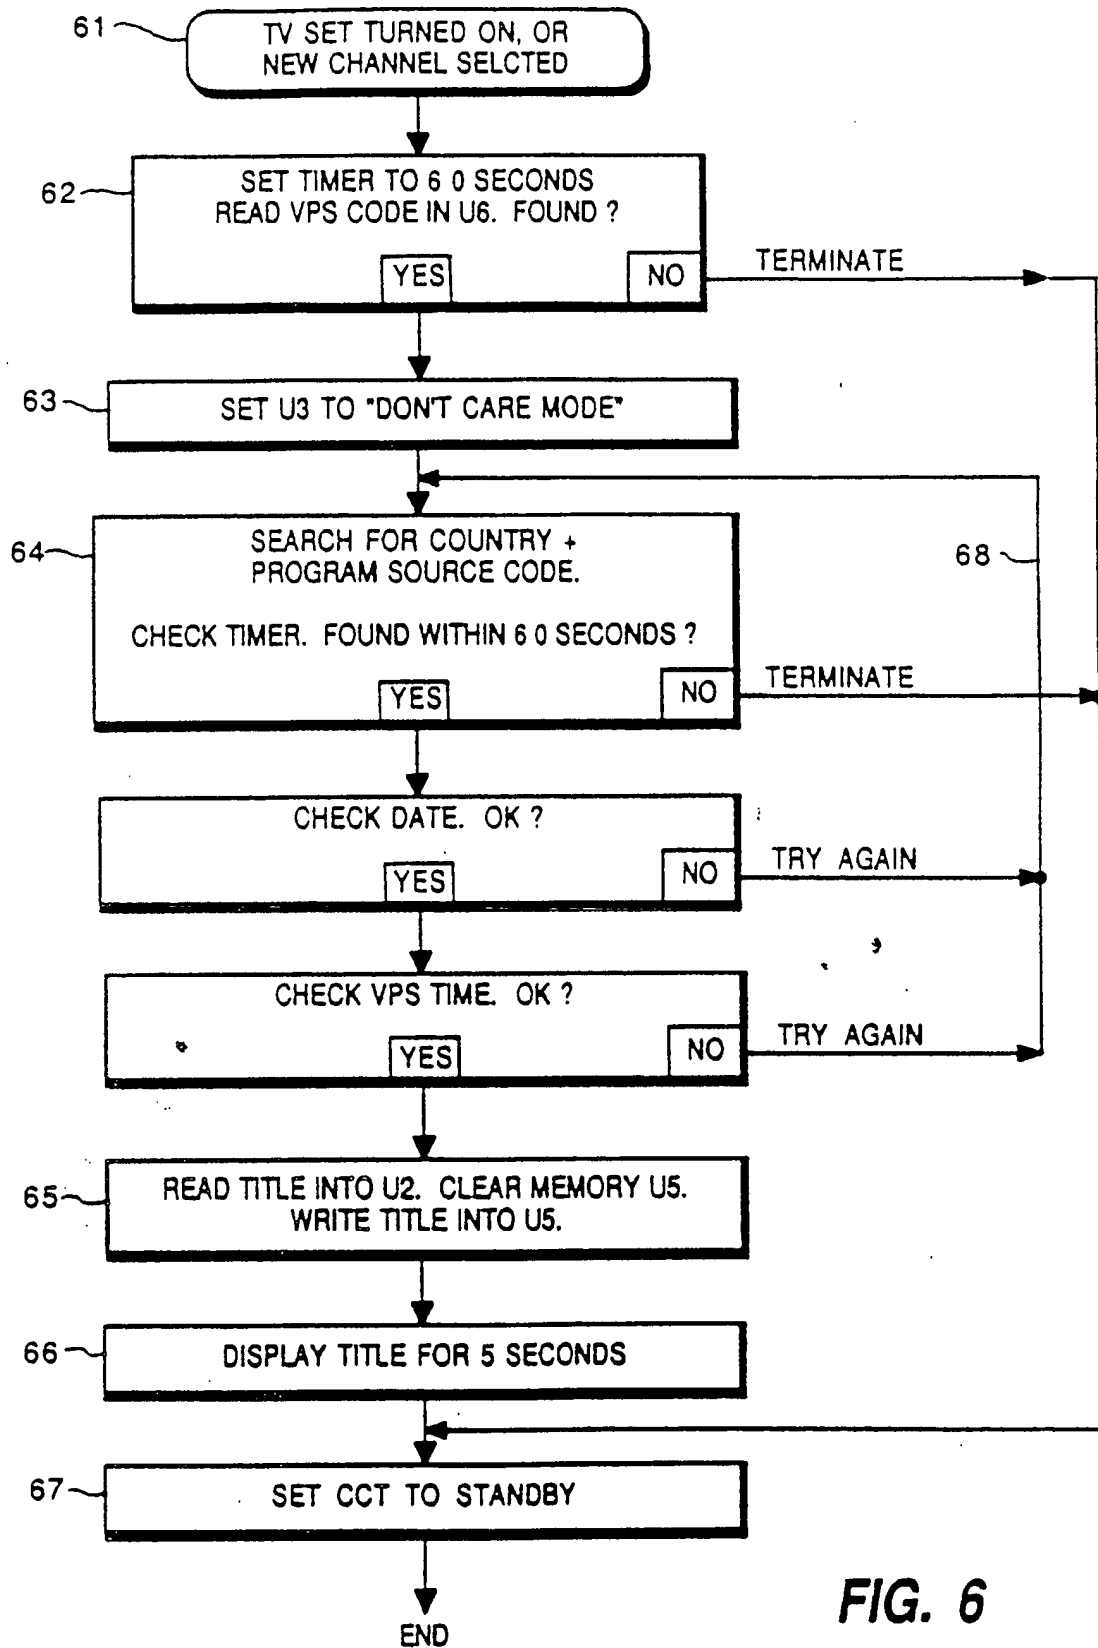 61
TV SET TURNED ON, OR
NEW CHANNEL SELCTED
62
SET TIMER TO 6 0 SECONDS
READ VPS CODE IN U6. FOUND ?
YES
NO
TERMINATE
63
SET U3 TO "DON'T CARE MODE"
64
SEARCH FOR COUNTRY +
PROGRAM SOURCE CODE.
68
CHECK TIMER. FOUND WITHIN 6 0 SECONDS ?
YES
NO
TERMINATE
CHECK DATE. OK ?
YES
NO
TRY AGAIN
CHECK VPS TIME. OK ?
YES
NO
TRY AGAIN
65
READ TITLE INTO U2. CLEAR MEMORY U5.
WRITE TITLE INTO U5.
66
DISPLAY TITLE FOR 5 SECONDS
67
SET CCT TO STANDBY
END
FIG. 6